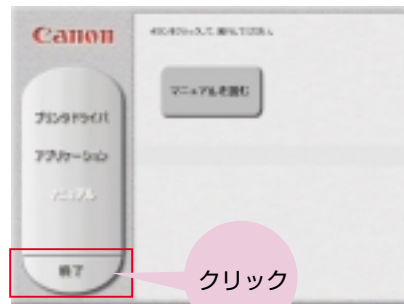 Canon
ボタンをクリックして、選択してください。
マニュアルを読む
プリンタドライバ
アプリケーション
マニュアル
終了
クリック